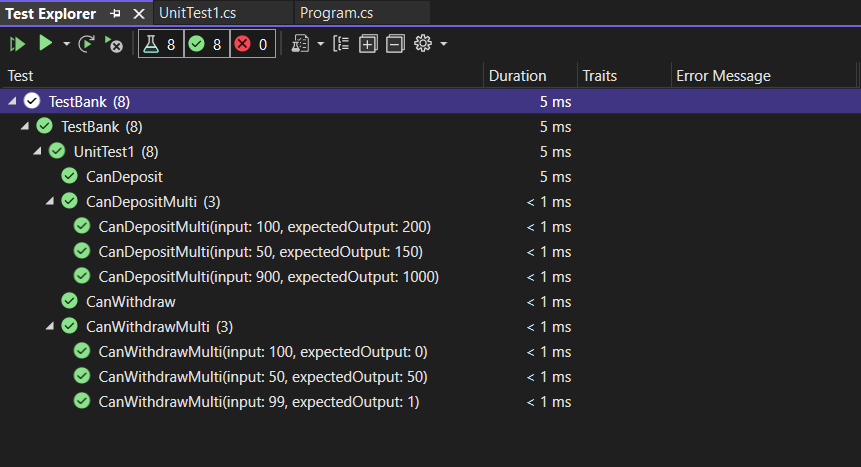 Test Explorer UnitTest1.cs Program.cs
8 8 0
Test Duration Traits Error Message
TestBank (8) 5 ms
TestBank (8) 5 ms
UnitTest1 (8) 5 ms
CanDeposit 5 ms
CanDepositMulti (3) < 1 ms
CanDepositMulti(input: 100, expectedOutput: 200) < 1 ms
CanDepositMulti(input: 50, expectedOutput: 150) < 1 ms
CanDepositMulti(input: 900, expectedOutput: 1000) < 1 ms
CanWithdraw < 1 ms
CanWithdrawMulti (3) < 1 ms
CanWithdrawMulti(input: 100, expectedOutput: 0) < 1 ms
CanWithdrawMulti(input: 50, expectedOutput: 50) < 1 ms
CanWithdrawMulti(input: 99, expectedOutput: 1) < 1 ms